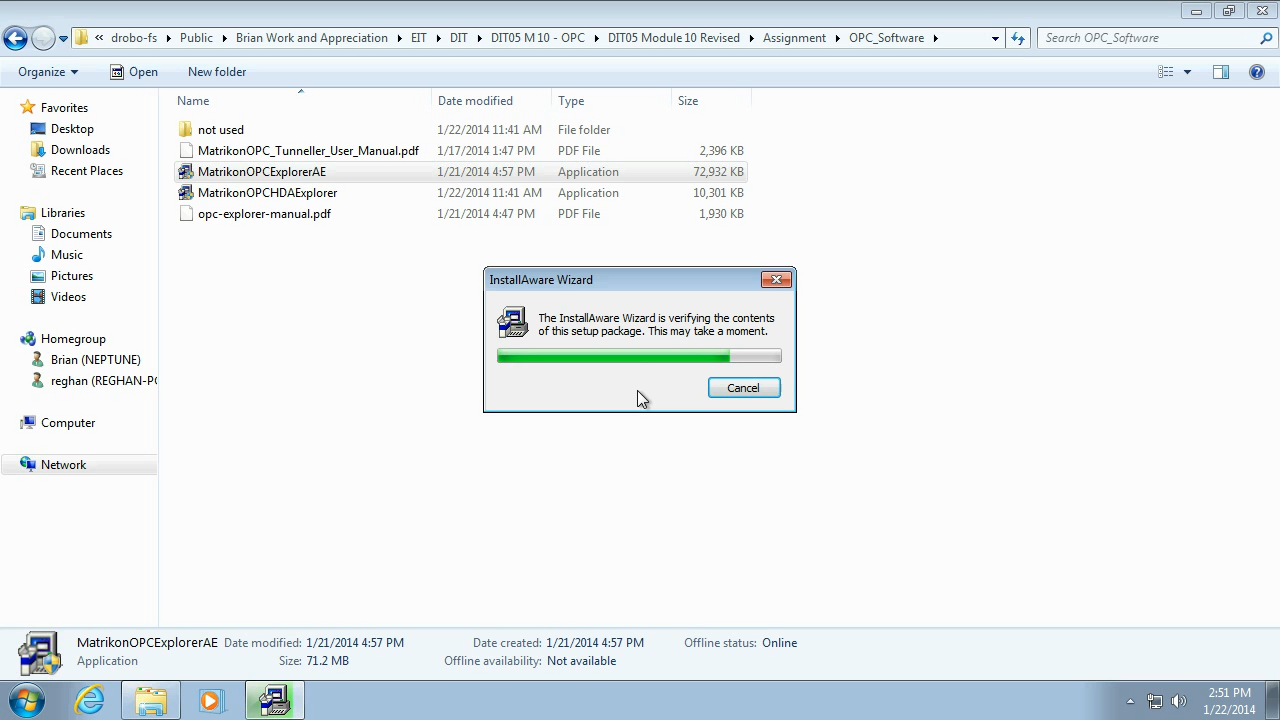 drobo-fs Public Brian Work and Appreciation EIT DIT DIT05 M 10 - OPC DIT05 Module 10 Revised Assignment OPC_Software Search OPC_Software
Organize Open New folder
Name Date modified Type Size
Favorites
Desktop
Downloads
Recent Places
Libraries
Documents
Music
Pictures
Videos
Homegroup
Brian (NEPTUNE)
reghan (REGHAN-PC
Computer
Network
not used 1/22/2014 11:41 AM File folder
MatrikonOPC_Tunneller_User_Manual.pdf 1/17/2014 1:47 PM PDF File 2,396 KB
MatrikonOPCExplorerAE 1/21/2014 4:57 PM Application 72,932 KB
MatrikonOPCHDAExplorer 1/22/2014 11:41 AM Application 10,301 KB
opc-explorer-manual.pdf 1/21/2014 4:47 PM PDF File 1,930 KB
InstallAware Wizard
The InstallAware Wizard is verifying the contents
of this setup package. This may take a moment.
Cancel
MatrikonOPCExplorerAE Date modified: 1/21/2014 4:57 PM Date created: 1/21/2014 4:57 PM Offline status: Online
Application Size: 71.2 MB Offline availability: Not available
2:51 PM
1/22/2014